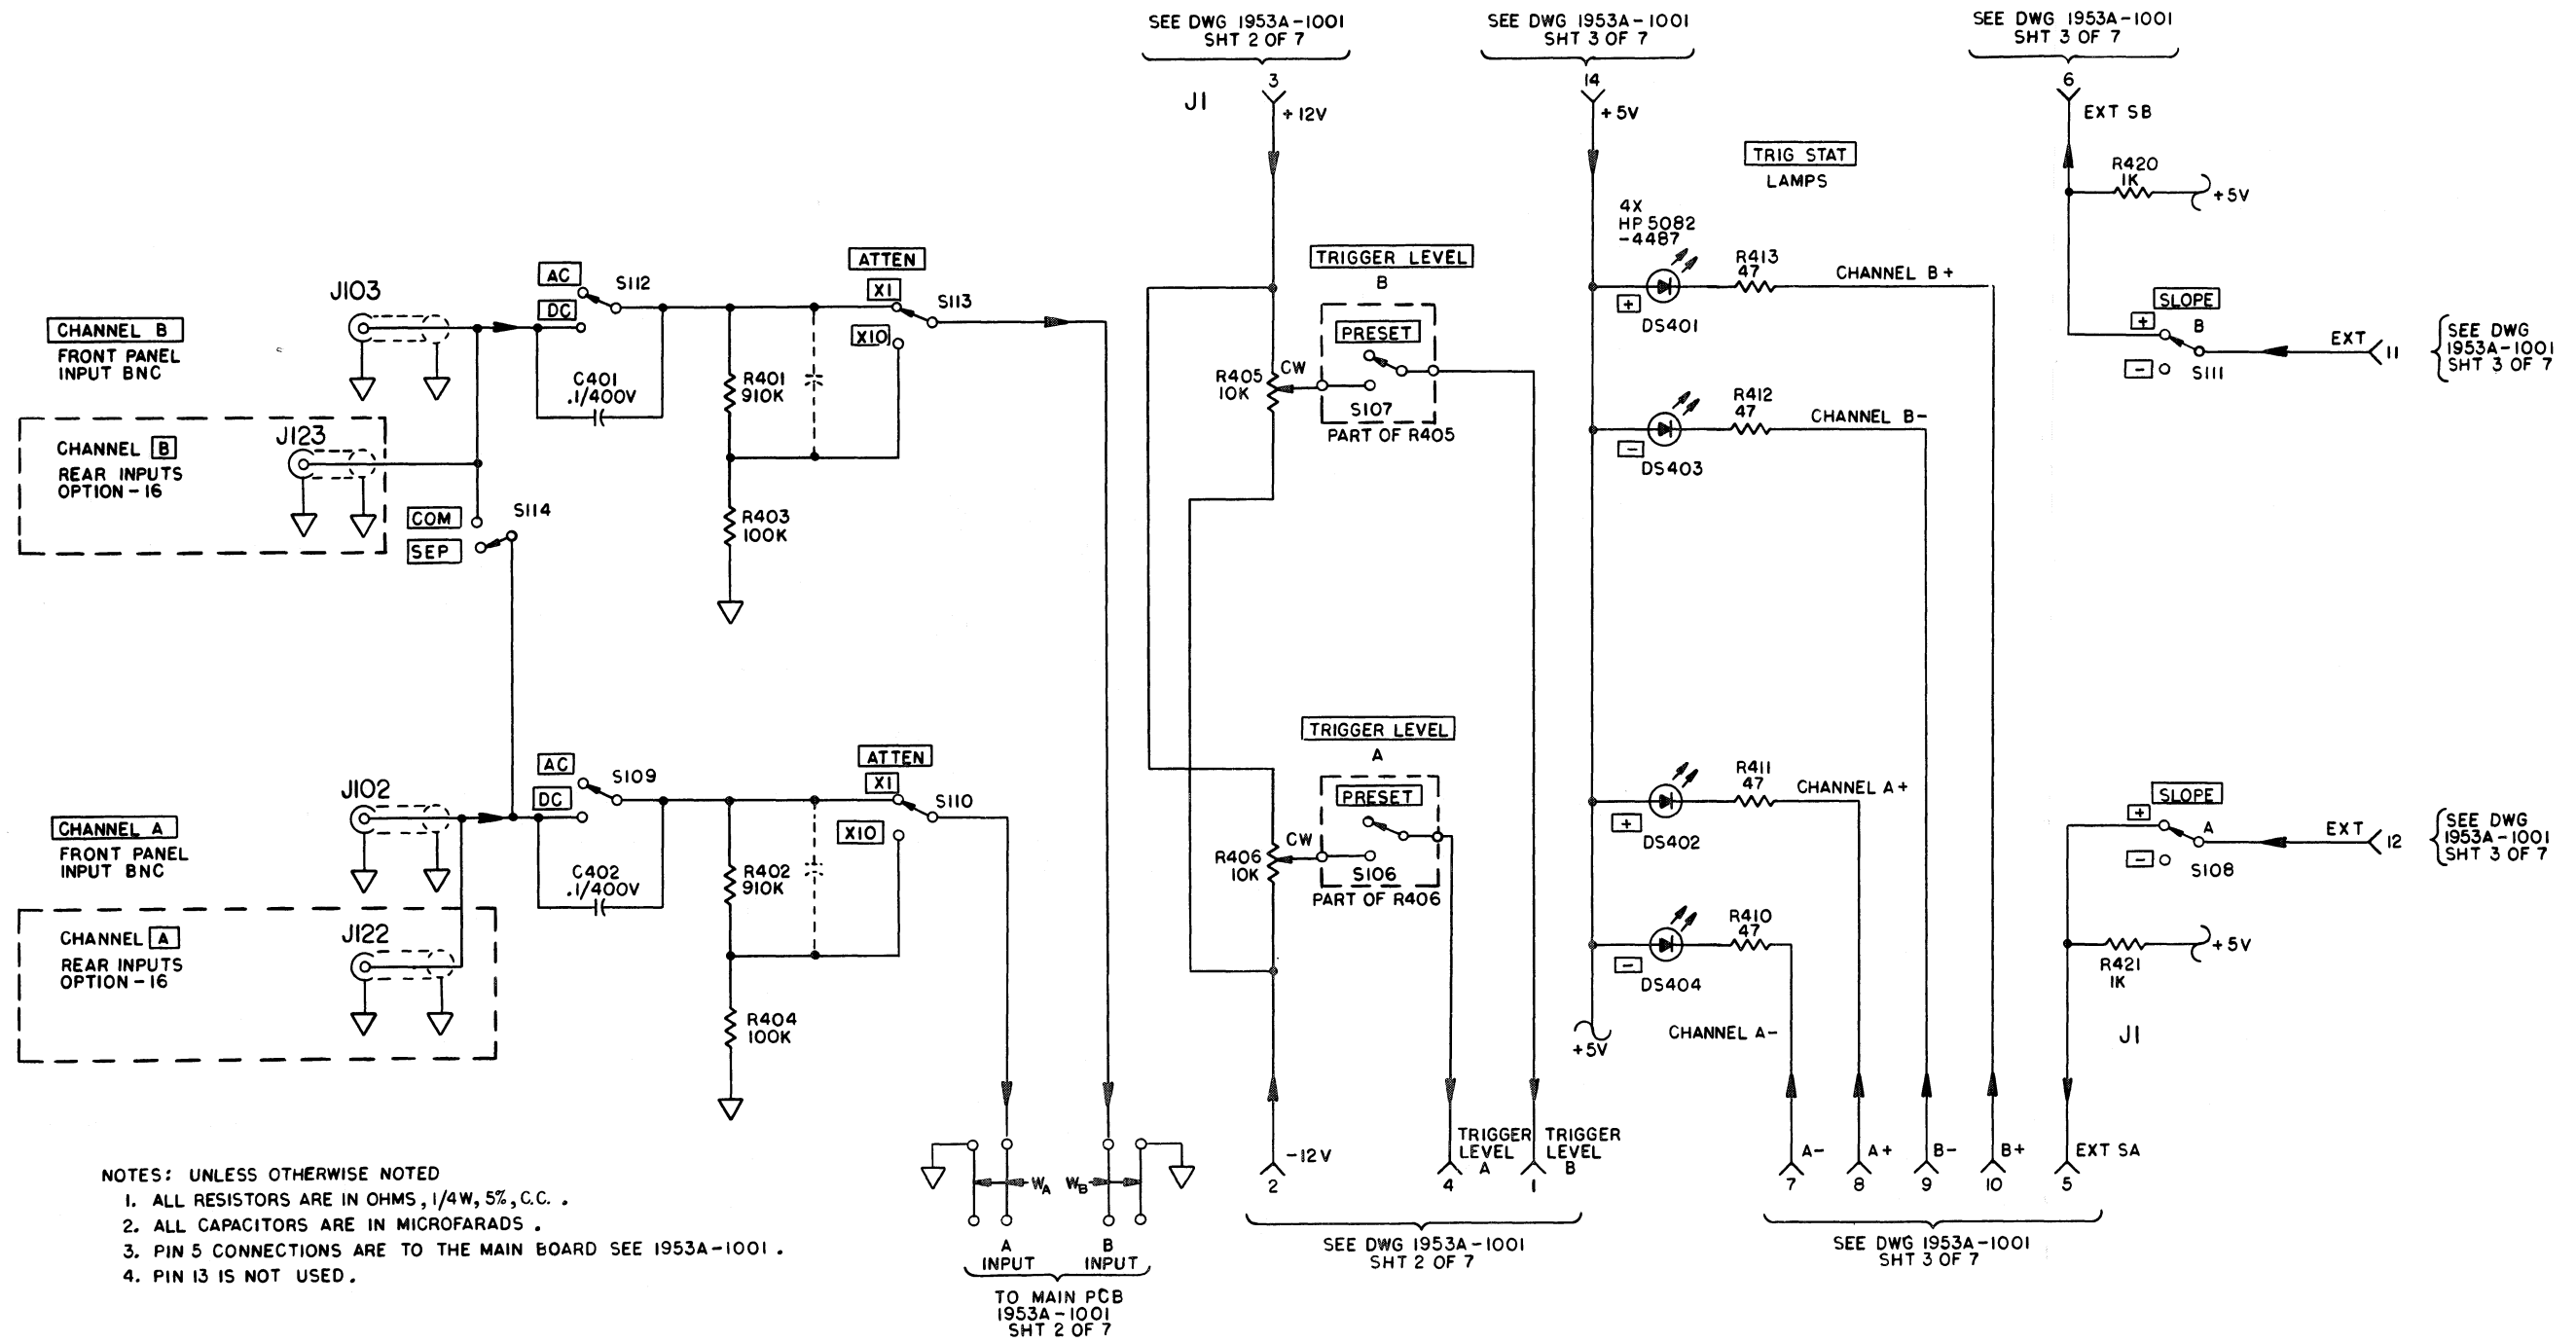 SEE DWG 1953A-1001
SHT 2 OF 7
SEE DWG 1953A-1001
SHT 3 OF 7
SEE DWG 1953A-1001
SHT 3 OF 7
3
J1
+12V
14
+5V
6
EXT SB
TRIG STAT
LAMPS
R420
1K
+5V
4X
HP 5082
-4487
R413
47
CHANNEL B+
+
DS401
R412
47
CHANNEL B-
-
DS403
SLOPE
+
B
-
S111
EXT
11
SEE DWG
1953A-1001
SHT 3 OF 7
CHANNEL B
FRONT PANEL
INPUT BNC
J103
AC
DC
S112
C401
.1/400V
ATTEN
X1
X10
S113
R401
910K
R403
100K
CHANNEL B
REAR INPUTS
OPTION-16
J123
COM
SEP
S114
TRIGGER LEVEL
B
PRESET
R405
10K
CW
S107
PART OF R405
CHANNEL A
FRONT PANEL
INPUT BNC
J102
AC
DC
S109
C402
.1/400V
ATTEN
X1
X10
S110
R402
910K
R404
100K
CHANNEL A
REAR INPUTS
OPTION-16
J122
TRIGGER LEVEL
A
PRESET
R406
10K
CW
S106
PART OF R406
R411
47
CHANNEL A+
+
DS402
R410
47
-
DS404
CHANNEL A-
+5V
SLOPE
+
A
-
S108
EXT
12
SEE DWG
1953A-1001
SHT 3 OF 7
+5V
R421
1K
J1
WA
WB
A
INPUT
B
INPUT
TO MAIN PCB
1953A-1001
SHT 2 OF 7
-12V
2
TRIGGER
LEVEL
A
4
TRIGGER
LEVEL
B
1
SEE DWG 1953A-1001
SHT 2 OF 7
A-
7
A+
8
B-
9
B+
10
EXT SA
5
SEE DWG 1953A-1001
SHT 3 OF 7
NOTES: UNLESS OTHERWISE NOTED
1. ALL RESISTORS ARE IN OHMS, 1/4W, 5%, C.C. .
2. ALL CAPACITORS ARE IN MICROFARADS .
3. PIN 5 CONNECTIONS ARE TO THE MAIN BOARD SEE 1953A-1001 .
4. PIN 13 IS NOT USED .